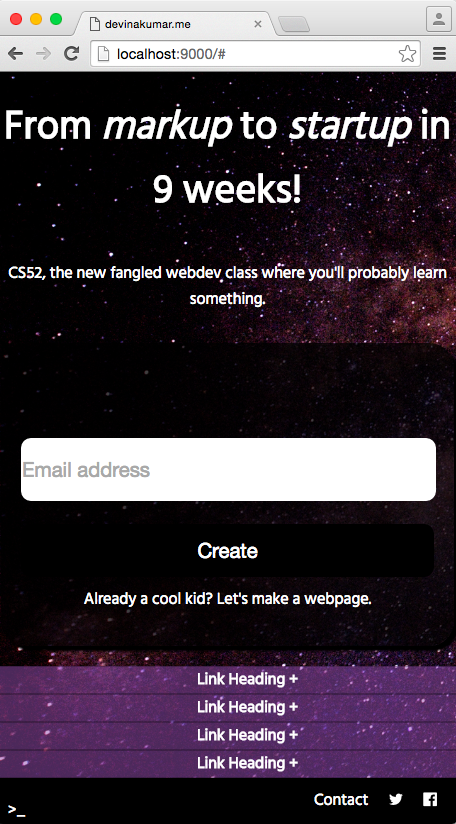 devinakumar.me
localhost:9000/#
From markup to startup in
9 weeks!
CS52, the new fangled webdev class where you'll probably learn
something.
Email address
Create
Already a cool kid? Let's make a webpage.
Link Heading +
Link Heading +
Link Heading +
Link Heading +
Contact
>_